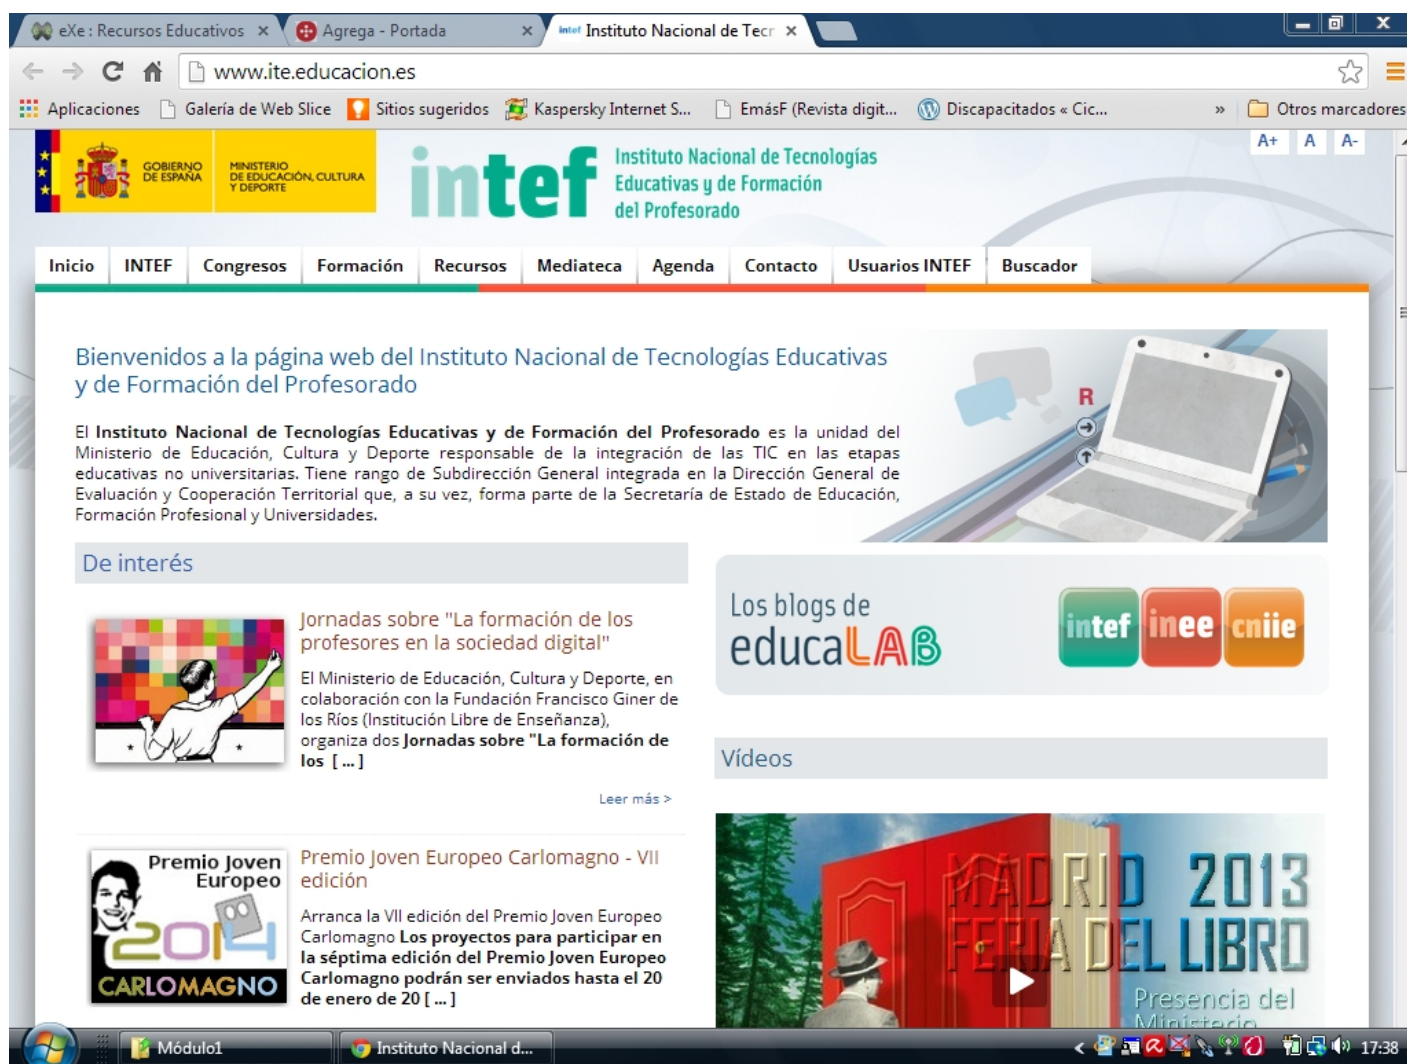 eXe : Recursos Educativos
Agrega - Portada
intef Instituto Nacional de Tecr
www.ite.educacion.es
Aplicaciones Galería de Web Slice Sitios sugeridos Kaspersky Internet S... EmásF (Revista digit... Discapacitados « Cic... » Otros marcadores
A+ A A-
GOBIERNO
DE ESPAÑA
MINISTERIO
DE EDUCACIÓN, CULTURA
Y DEPORTE
intef
Instituto Nacional de Tecnologías
Educativas y de Formación
del Profesorado
Inicio INTEF Congresos Formación Recursos Mediateca Agenda Contacto Usuarios INTEF Buscador
Bienvenidos a la página web del Instituto Nacional de Tecnologías Educativas
y de Formación del Profesorado
R
El Instituto Nacional de Tecnologías Educativas y de Formación del Profesorado es la unidad del
Ministerio de Educación, Cultura y Deporte responsable de la integración de las TIC en las etapas
educativas no universitarias. Tiene rango de Subdirección General integrada en la Dirección General de
Evaluación y Cooperación Territorial que, a su vez, forma parte de la Secretaría de Estado de Educación,
Formación Profesional y Universidades.
De interés
Jornadas sobre "La formación de los
profesores en la sociedad digital"
El Ministerio de Educación, Cultura y Deporte, en
colaboración con la Fundación Francisco Giner de
los Ríos (Institución Libre de Enseñanza),
organiza dos Jornadas sobre "La formación de
los [ ... ]
Leer más >
Premio Joven
Europeo
2014
CARLOMAGNO
Premio Joven Europeo Carlomagno - VII
edición
Arranca la VII edición del Premio Joven Europeo
Carlomagno Los proyectos para participar en
la séptima edición del Premio Joven Europeo
Carlomagno podrán ser enviados hasta el 20
de enero de 20 [ ... ]
Los blogs de
educaLAB
intef inee cniie
Vídeos
MADRID 2013
FERIA DEL LIBRO
Presencia del
Ministerio
Módulo1
Instituto Nacional d...
17:38